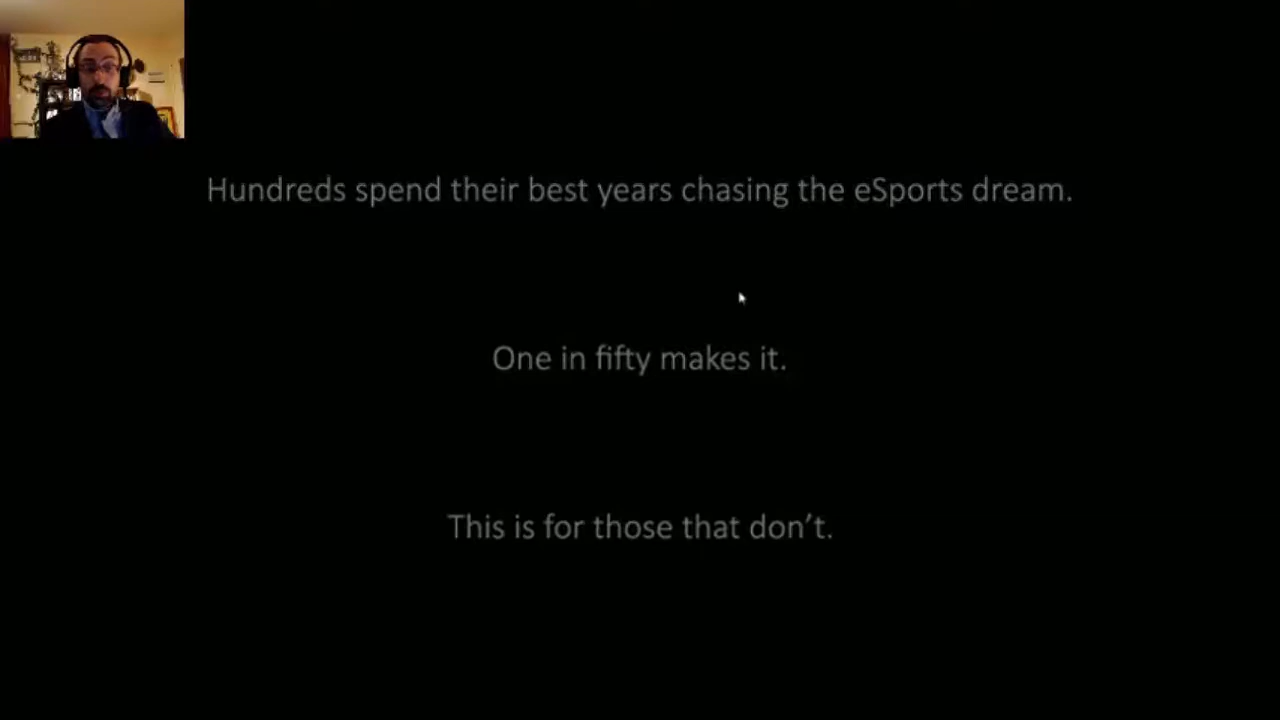 Hundreds spend their best years chasing the eSports dream.
One in fifty makes it.
This is for those that don’t.